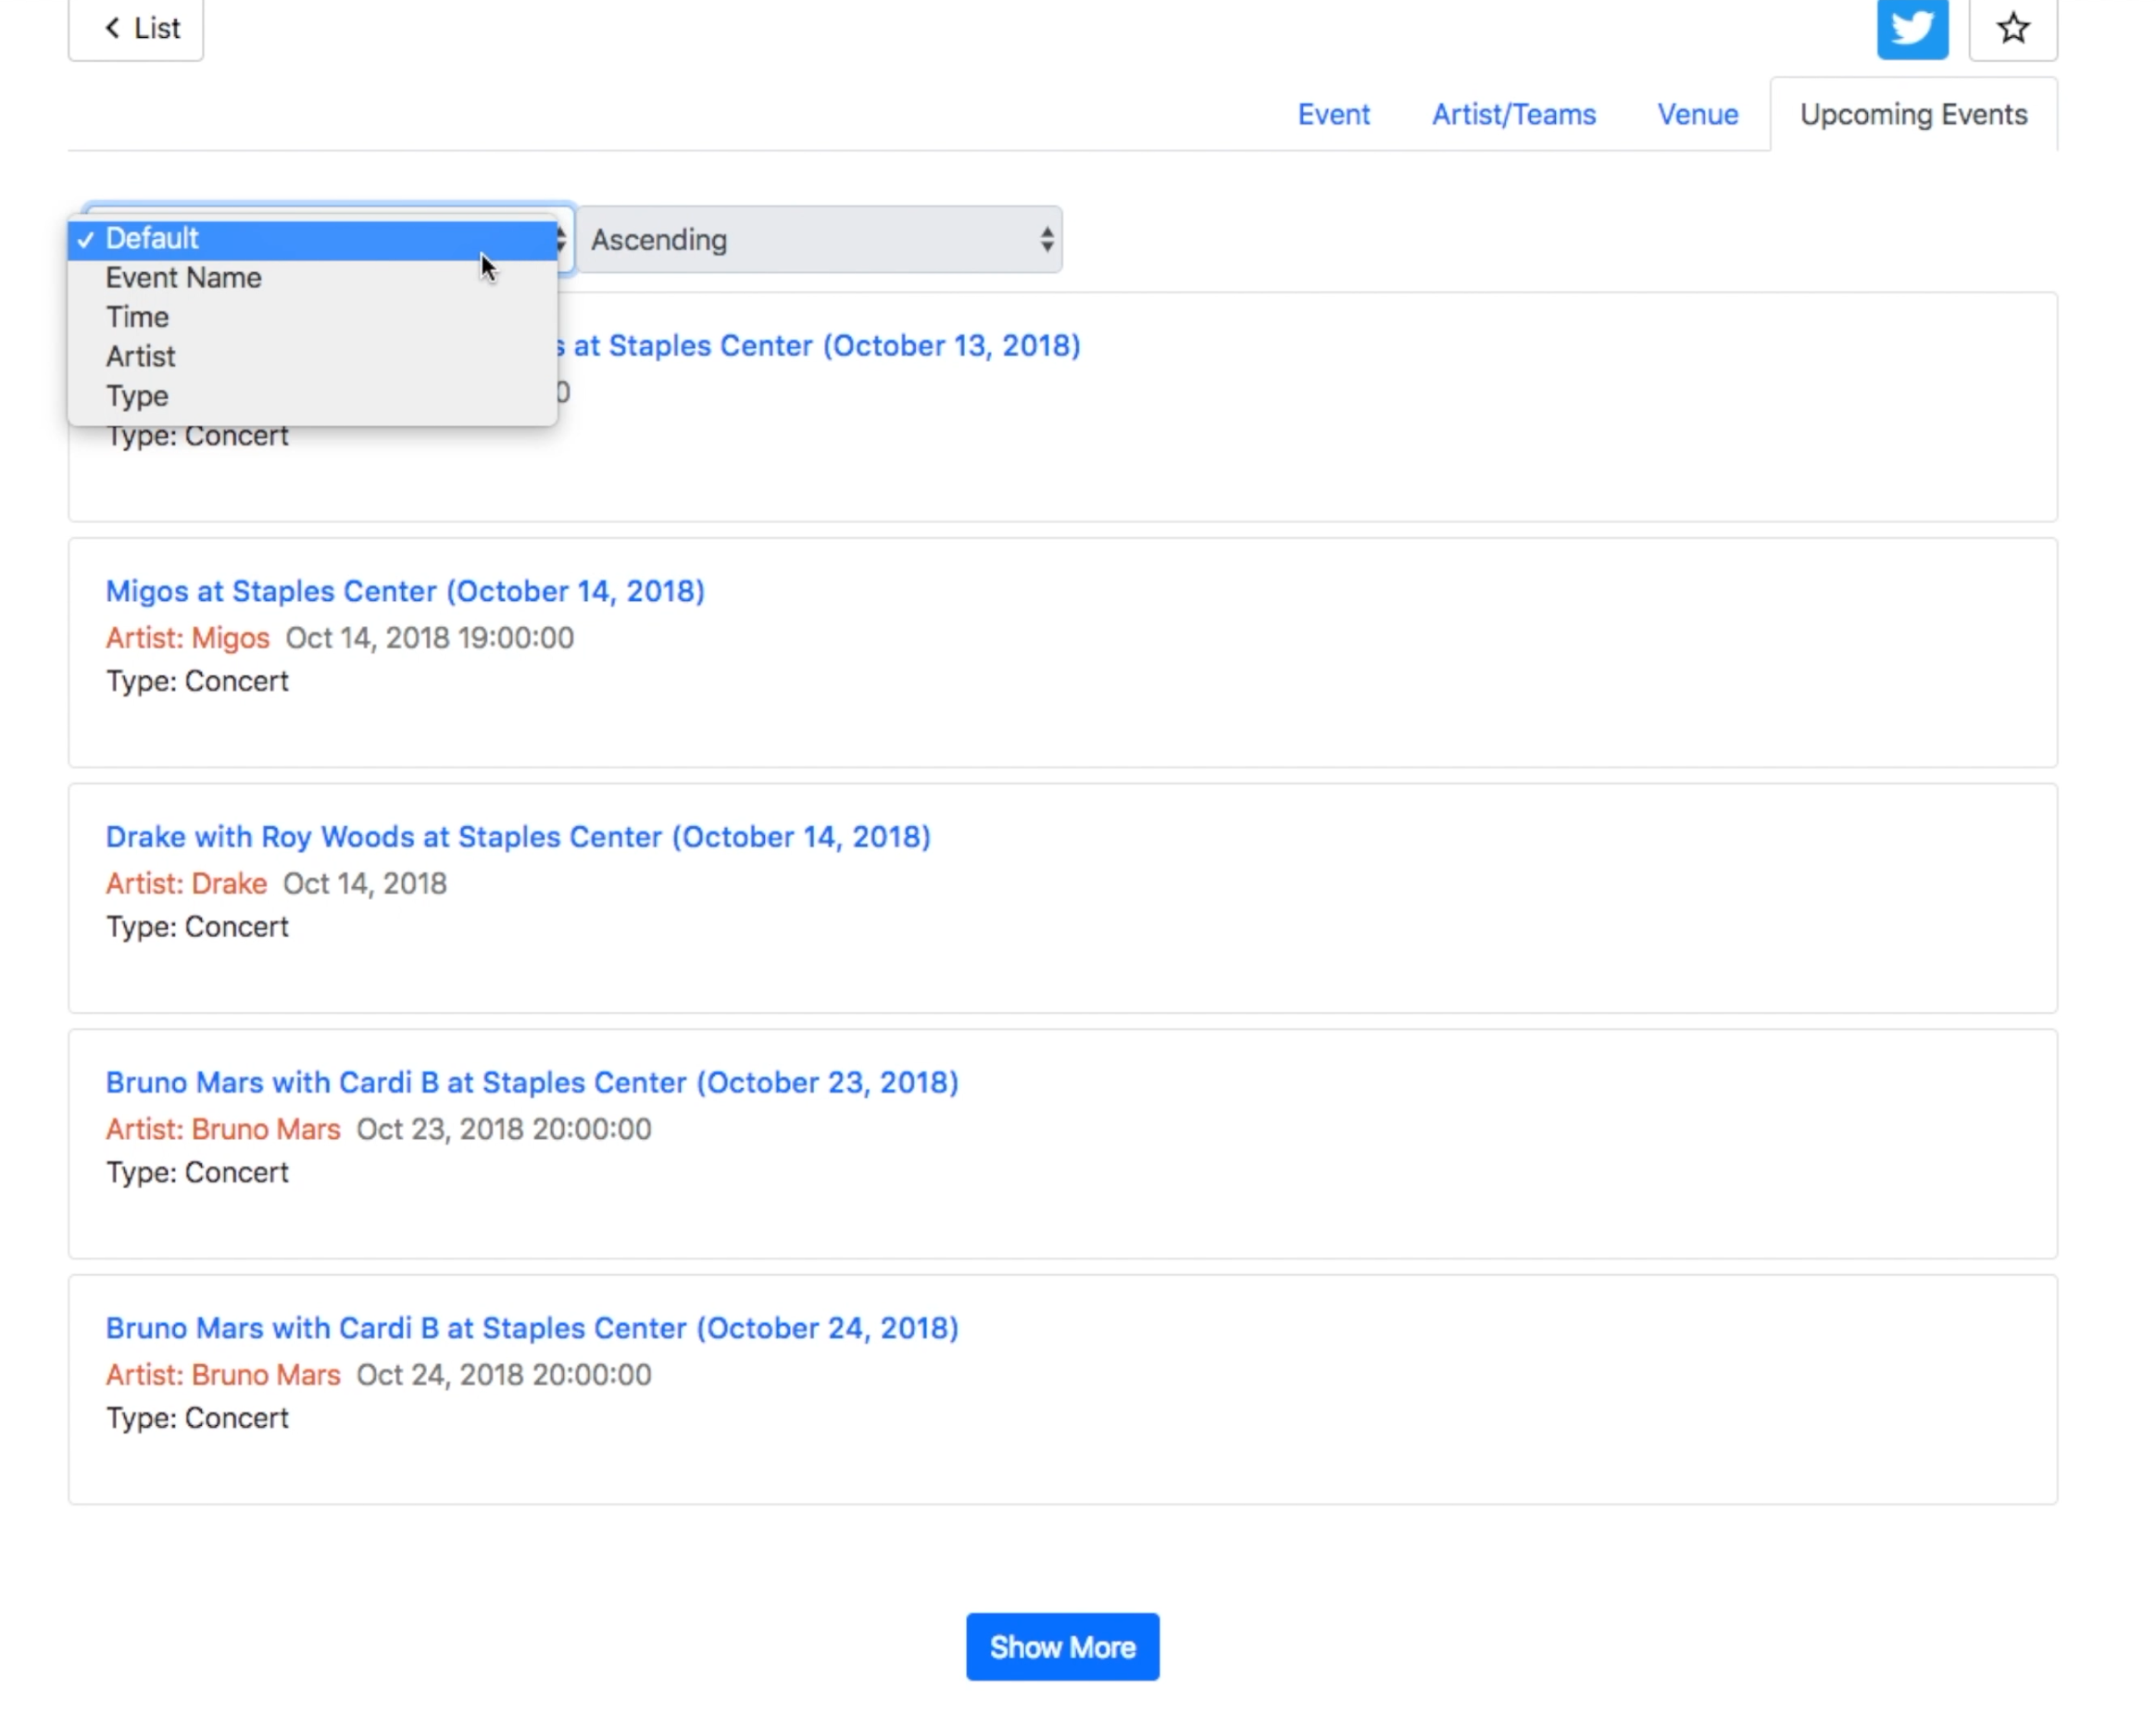 List
Event Artist/Teams Venue Upcoming Events
Default
Ascending
Event Name
Time
Artist
Type
at Staples Center (October 13, 2018)
Type: Concert
Migos at Staples Center (October 14, 2018)
Artist: Migos Oct 14, 2018 19:00:00
Type: Concert
Drake with Roy Woods at Staples Center (October 14, 2018)
Artist: Drake Oct 14, 2018
Type: Concert
Bruno Mars with Cardi B at Staples Center (October 23, 2018)
Artist: Bruno Mars Oct 23, 2018 20:00:00
Type: Concert
Bruno Mars with Cardi B at Staples Center (October 24, 2018)
Artist: Bruno Mars Oct 24, 2018 20:00:00
Type: Concert
Show More